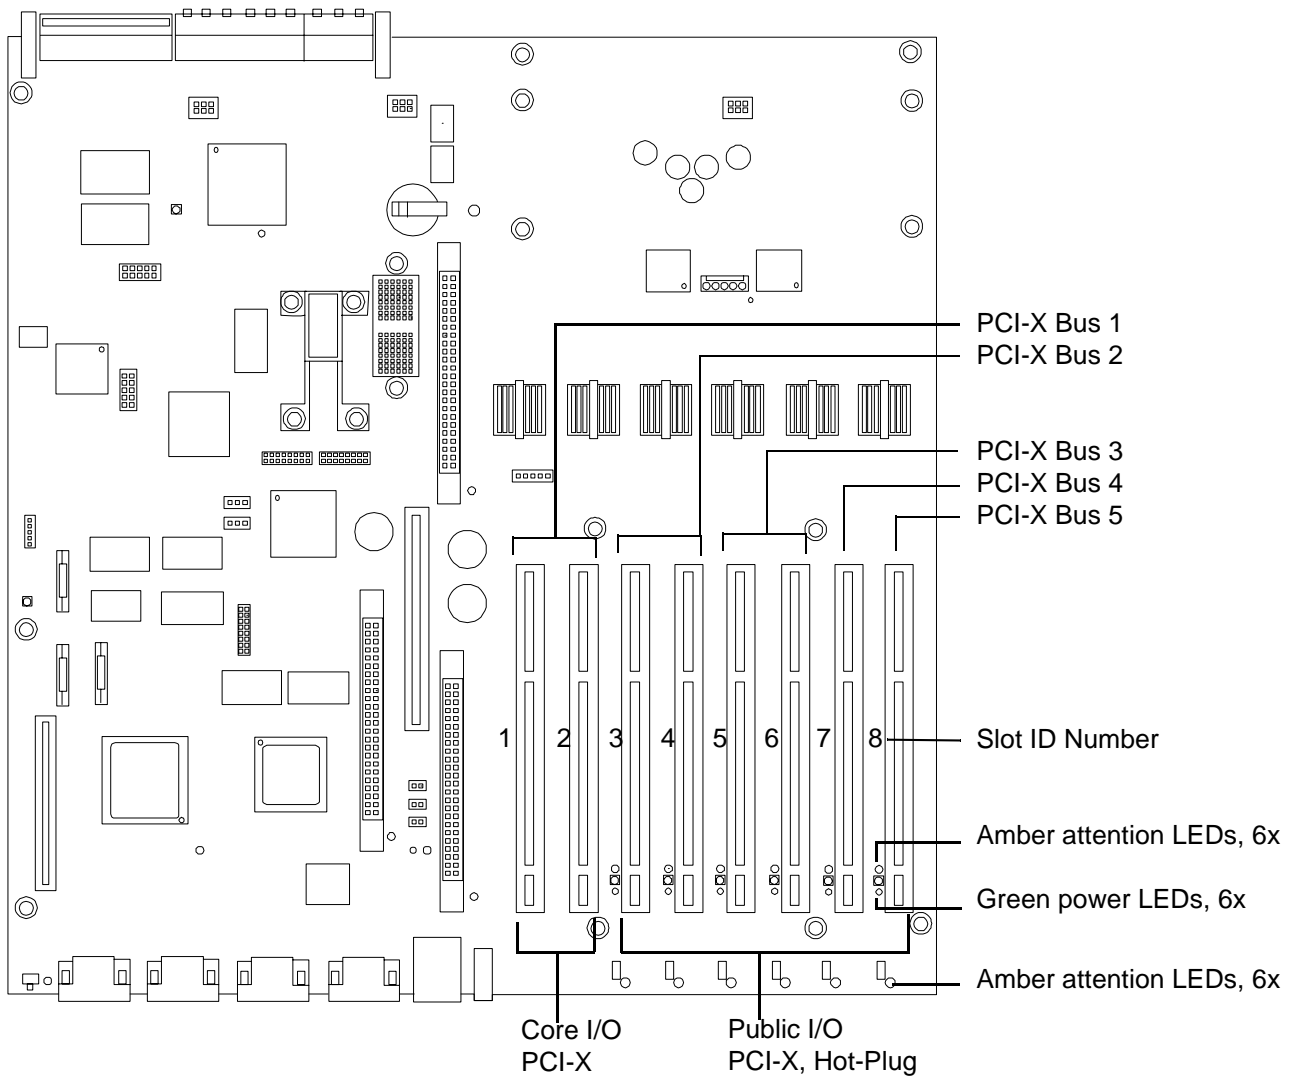 PCI-X Bus 1
PCI-X Bus 2
PCI-X Bus 3
PCI-X Bus 4
PCI-X Bus 5
1 2 3 4 5 6 7 8
Slot ID Number
Amber attention LEDs, 6x
Green power LEDs, 6x
Amber attention LEDs, 6x
Core I/O
PCI-X
Public I/O
PCI-X, Hot-Plug